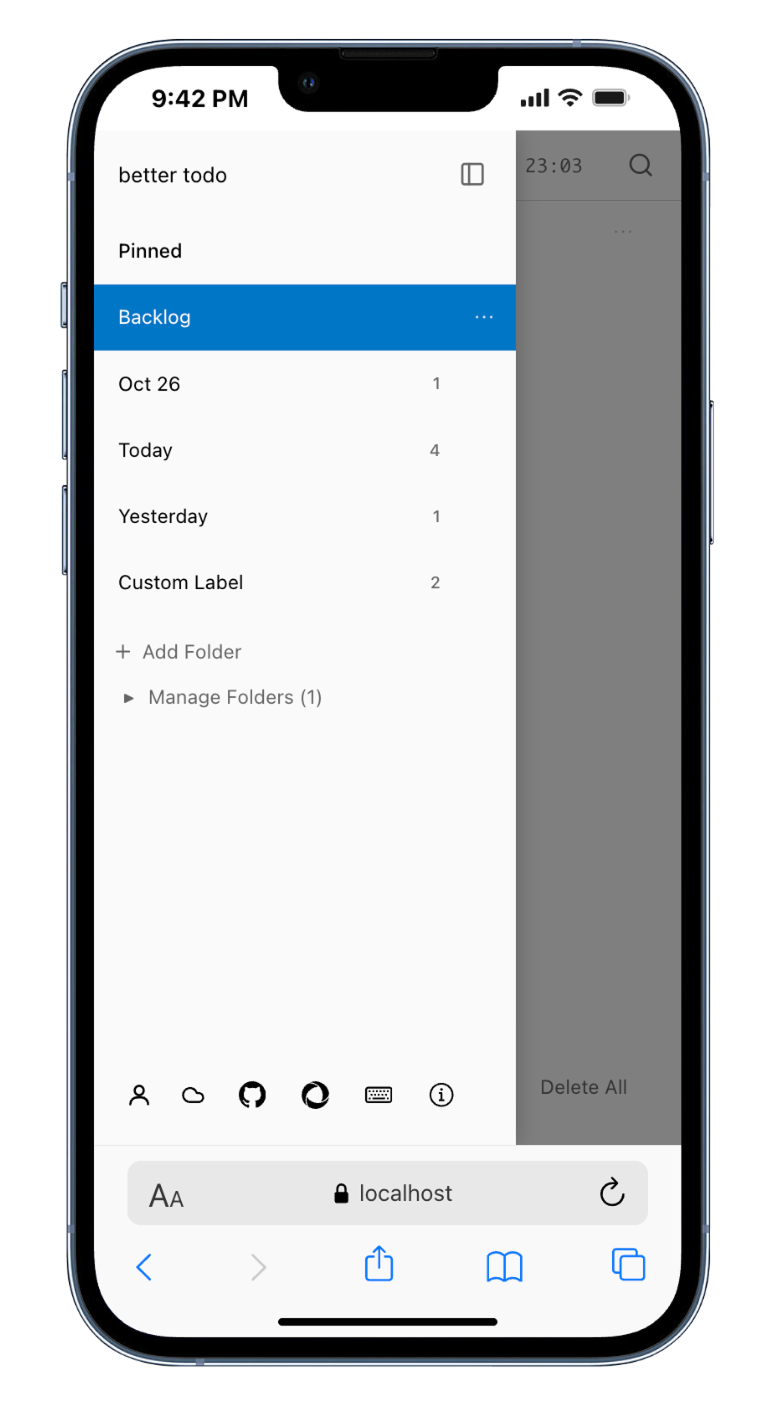 9:42 PM
better todo
23:03
Pinned
...
Backlog ...
Oct 26 1
Today 4
Yesterday 1
Custom Label 2
+ Add Folder
▸ Manage Folders (1)
Delete All
AA localhost